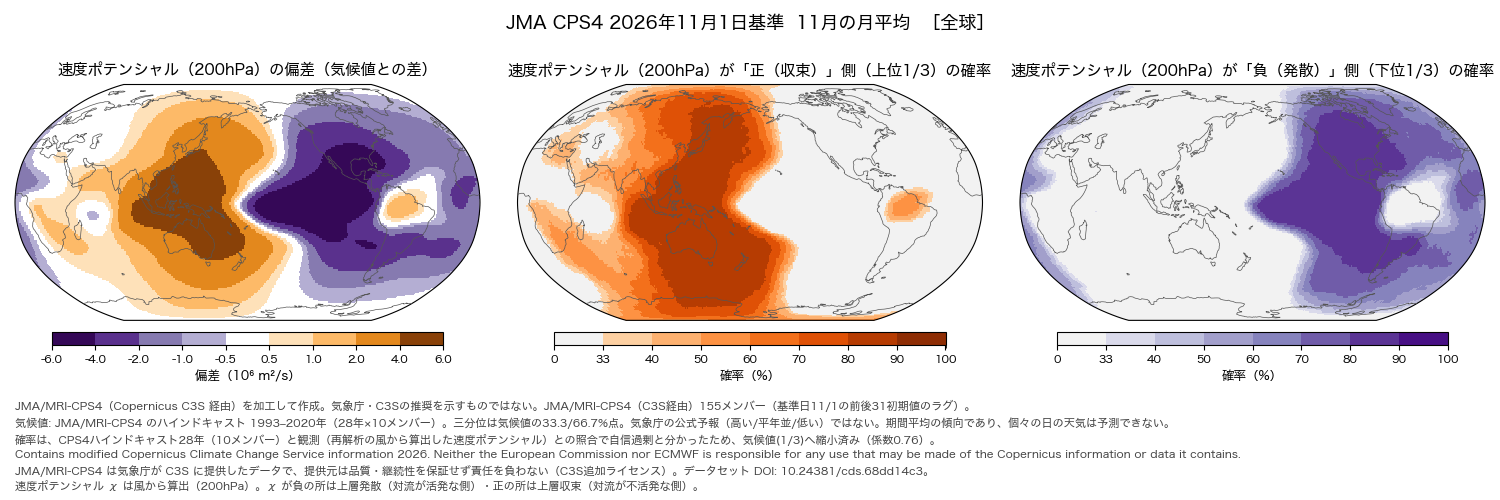 JMA CPS4 2026年11月1日基準 11月の月平均 ［全球］
速度ポテンシャル（200hPa）の偏差（気候値との差）
速度ポテンシャル（200hPa）が「正（収束）」側（上位1/3）の確率
速度ポテンシャル（200hPa）が「負（発散）」側（下位1/3）の確率
-6.0 -4.0 -2.0 -1.0 -0.5 0.5 1.0 2.0 4.0 6.0
偏差（10⁶ m²/s）
0 33 40 50 60 70 80 90 100
確率（%）
0 33 40 50 60 70 80 90 100
確率（%）
JMA/MRI-CPS4（Copernicus C3S 経由）を加工して作成。気象庁・C3Sの推奨を示すものではない。JMA/MRI-CPS4（C3S経由）155メンバー（基準日11/1の前後31初期値のラグ）。
気候値: JMA/MRI-CPS4 のハインドキャスト 1993–2020年（28年×10メンバー）。三分位は気候値の33.3/66.7%点。気象庁の公式予報（高い/平年並/低い）ではない。期間平均の傾向であり、個々の日の天気は予測できない。
確率は、CPS4ハインドキャスト28年（10メンバー）と観測（再解析の風から算出した速度ポテンシャル）との照合で自信過剰と分かったため、気候値(1/3)へ縮小済み（係数0.76）。
Contains modified Copernicus Climate Change Service information 2026. Neither the European Commission nor ECMWF is responsible for any use that may be made of the Copernicus information or data it contains.
JMA/MRI-CPS4 は気象庁が C3S に提供したデータで、提供元は品質・継続性を保証せず責任を負わない（C3S追加ライセンス）。データセット DOI: 10.24381/cds.68dd14c3。
速度ポテンシャル χ は風から算出（200hPa）。χ が負の所は上層発散（対流が活発な側）・正の所は上層収束（対流が不活発な側）。